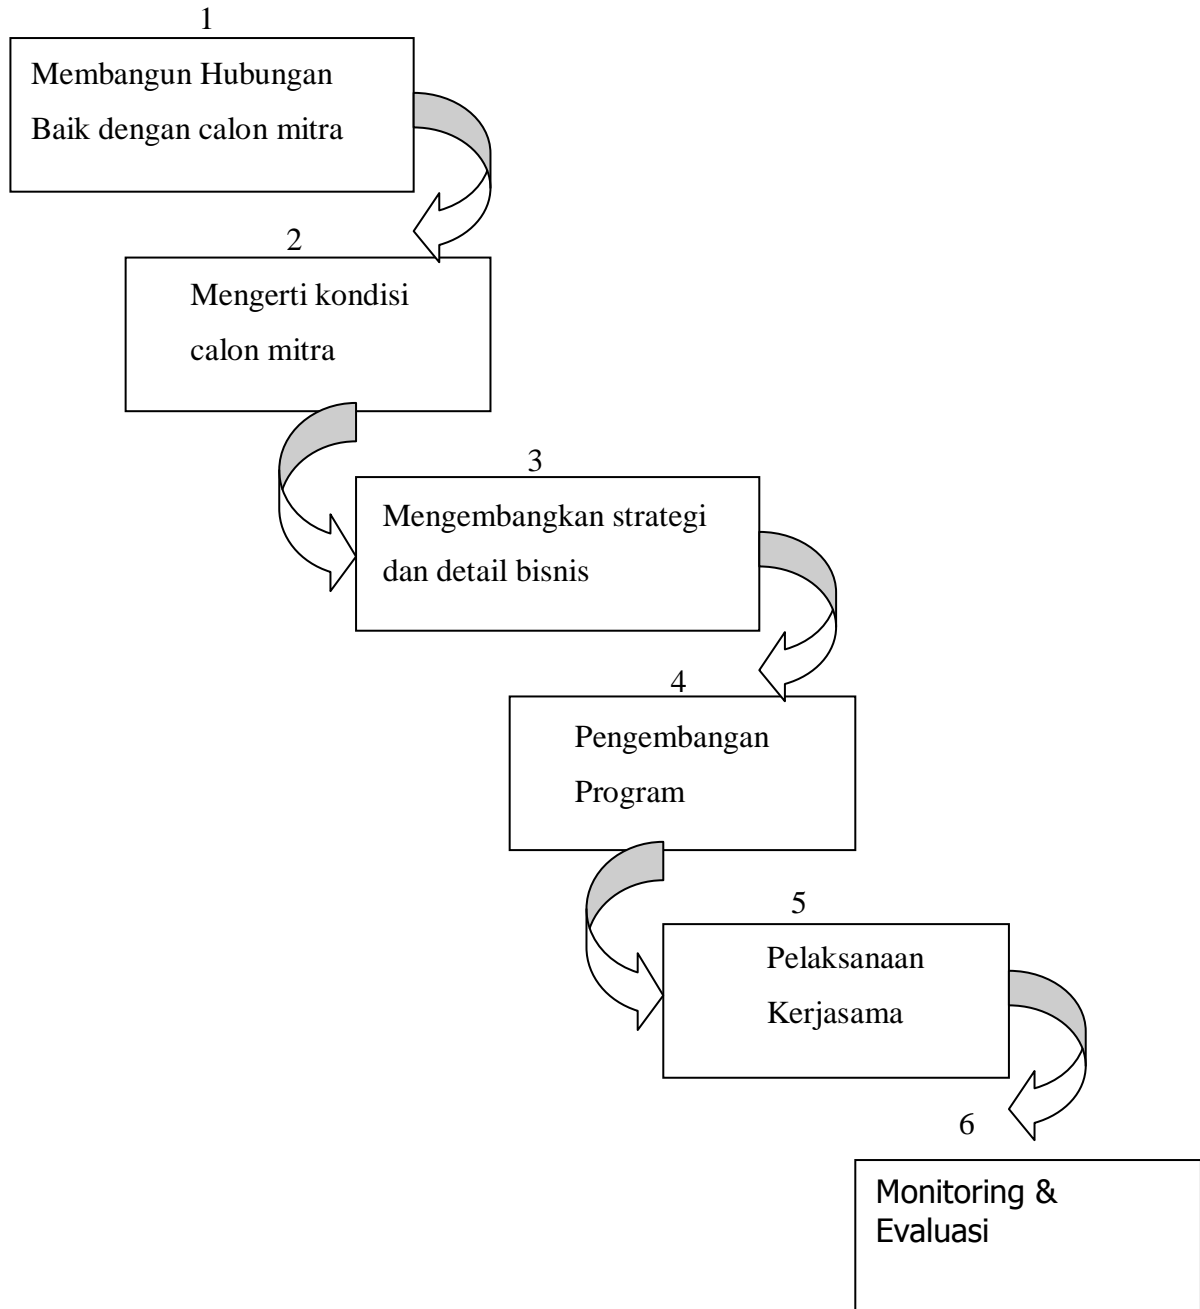 1
Membangun Hubungan
Baik dengan calon mitra
2
Mengerti kondisi
calon mitra
3
Mengembangkan strategi
dan detail bisnis
4
Pengembangan
Program
5
Pelaksanaan
Kerjasama
6
Monitoring &
Evaluasi